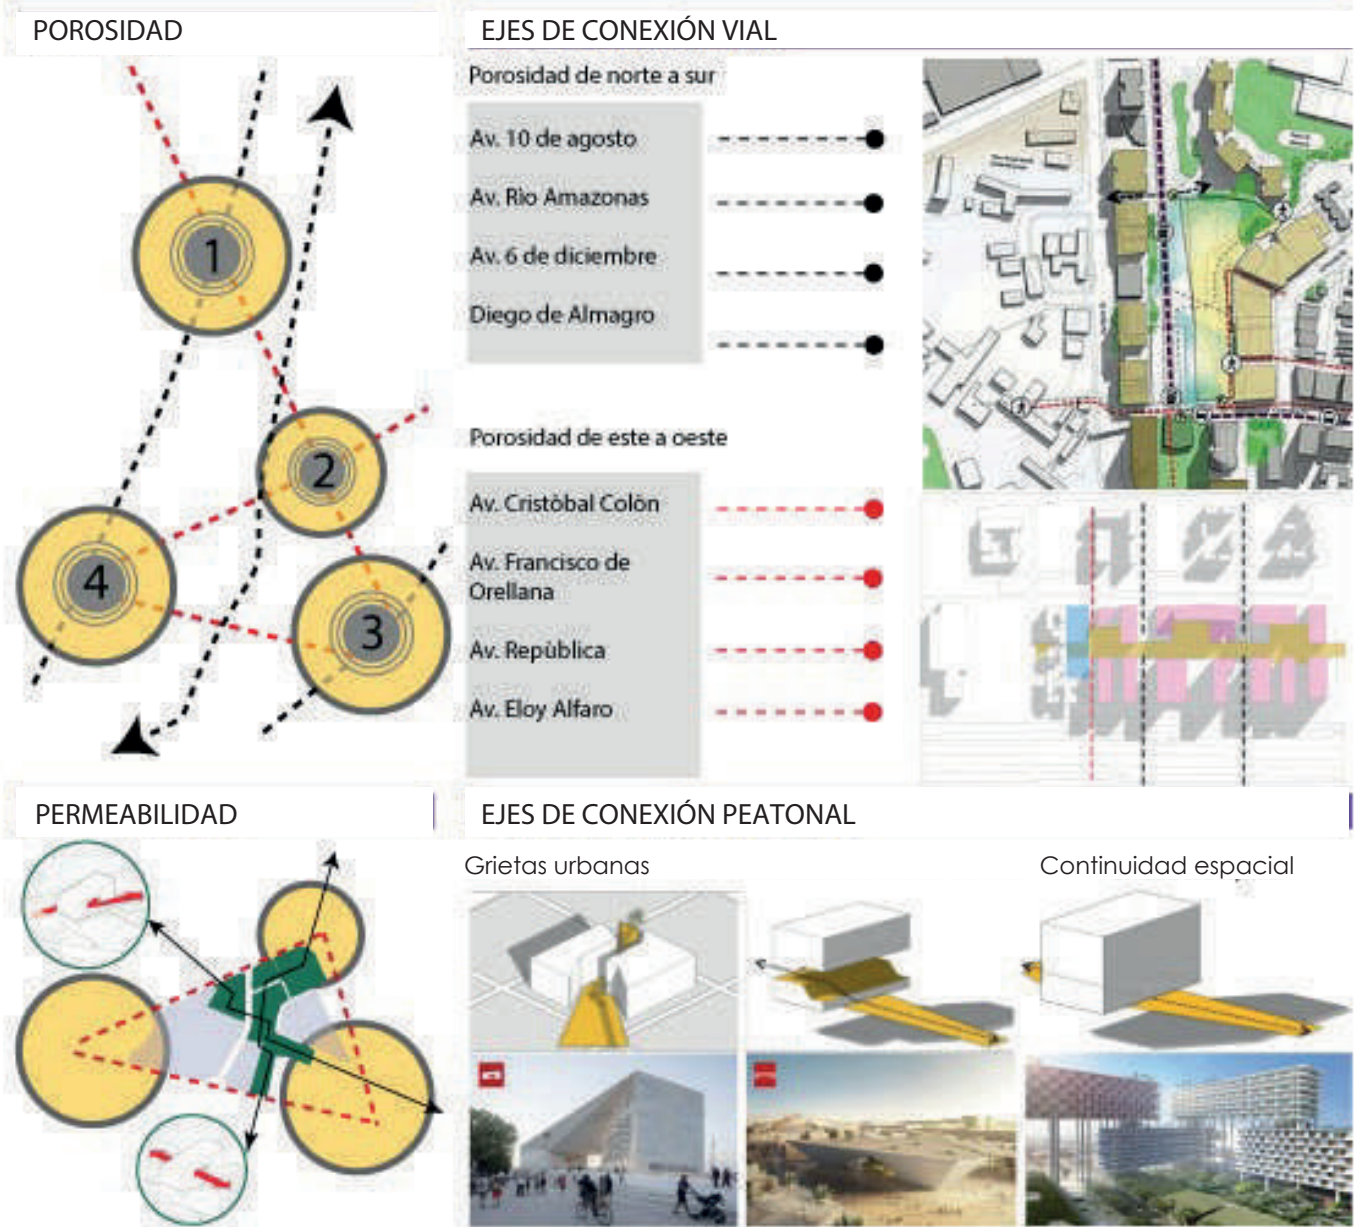 POROSIDAD
EJES DE CONEXIÓN VIAL
Porosidad de norte a sur
Av. 10 de agosto
Av. Rìo Amazonas
Av. 6 de diciembre
Diego de Almagro
Porosidad de este a oeste
Av. Cristòbal Colòn
Av. Francisco de
Orellana
Av. Repùblica
Av. Eloy Alfaro
1
2
3
4
PERMEABILIDAD
EJES DE CONEXIÓN PEATONAL
Grietas urbanas
Continuidad espacial